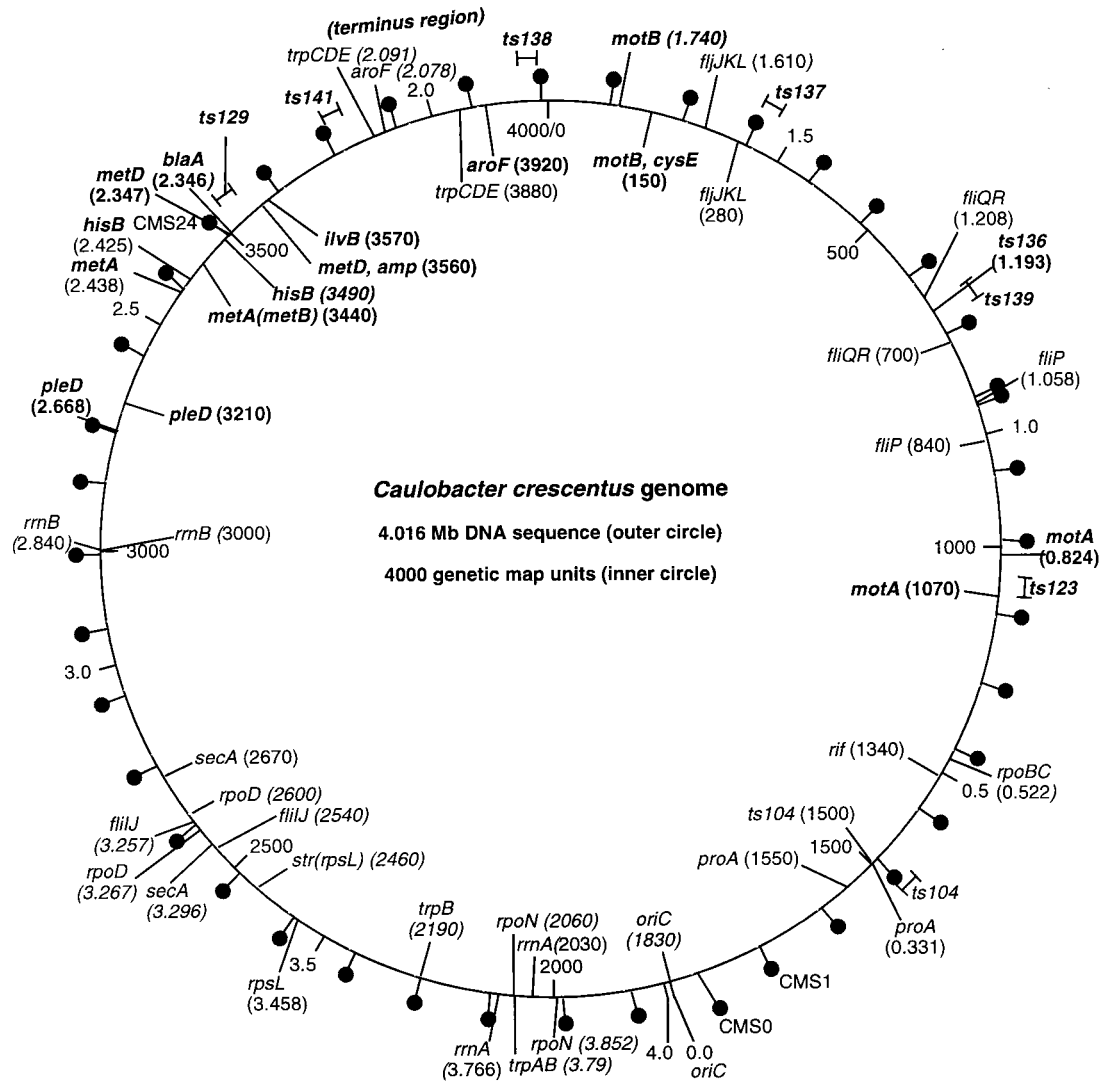 (terminus region)
trpCDE (2.091)
aroF (2.078)
2.0
ts138
motB (1.740)
fljJKL (1.610)
ts137
1.5
ts141
ts129
blaA
(2.346)
metD
(2.347)
CMS24
hisB
(2.425)
metA
(2.438)
2.5
4000/0
aroF (3920)
trpCDE (3880)
motB, cysE
(150)
fljJKL
(280)
500
fliQR
(1.208)
ts136
(1.193)
ts139
3500
ilvB (3570)
metD, amp (3560)
hisB (3490)
metA(metB) (3440)
fliQR (700)
fliP
(1.058)
1.0
fliP (840)
pleD
(2.668)
pleD (3210)
Caulobacter crescentus genome
4.016 Mb DNA sequence (outer circle)
4000 genetic map units (inner circle)
rrnB
(2.840)
rrnB (3000)
3000
1000
motA
(0.824)
motA (1070)
ts123
3.0
secA (2670)
rpoD (2600)
fliIJ (2540)
2500
str(rpsL) (2460)
fliIJ
(3.257)
rpoD
(3.267)
secA
(3.296)
rif (1340)
rpoBC
(0.522)
0.5
ts104 (1500)
1500
proA (1550)
ts104
proA
(0.331)
trpB
(2190)
rpoN (2060)
rrnA(2030)
2000
oriC
(1830)
3.5
rpsL
(3.458)
CMS1
CMS0
rrnA
(3.766)
rpoN (3.852)
trpAB (3.79)
4.0
0.0
oriC